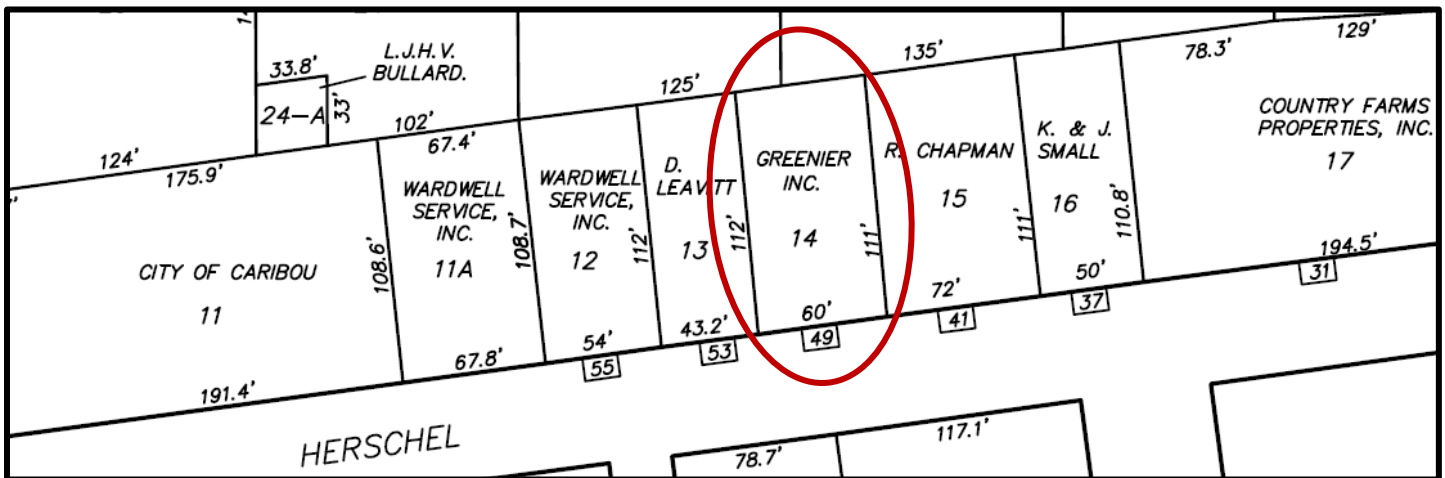 L.J.H.V.
BULLARD.
33.8'
24-A
33'
102'
125'
135'
78.3'
129'
124'
175.9'
67.4'
WARDWELL
SERVICE,
INC.
11A
108.6'
108.7'
WARDWELL
SERVICE,
INC.
12
112'
D.
LEAVITT
13
112'
GREENIER
INC.
14
111'
R. CHAPMAN
15
111'
K. & J.
SMALL
16
110.8'
COUNTRY FARMS
PROPERTIES, INC.
17
CITY OF CARIBOU
11
191.4'
67.8'
54'
43.2'
60'
72'
50'
194.5'
55
53
49
41
37
31
HERSCHEL
78.7'
117.1'